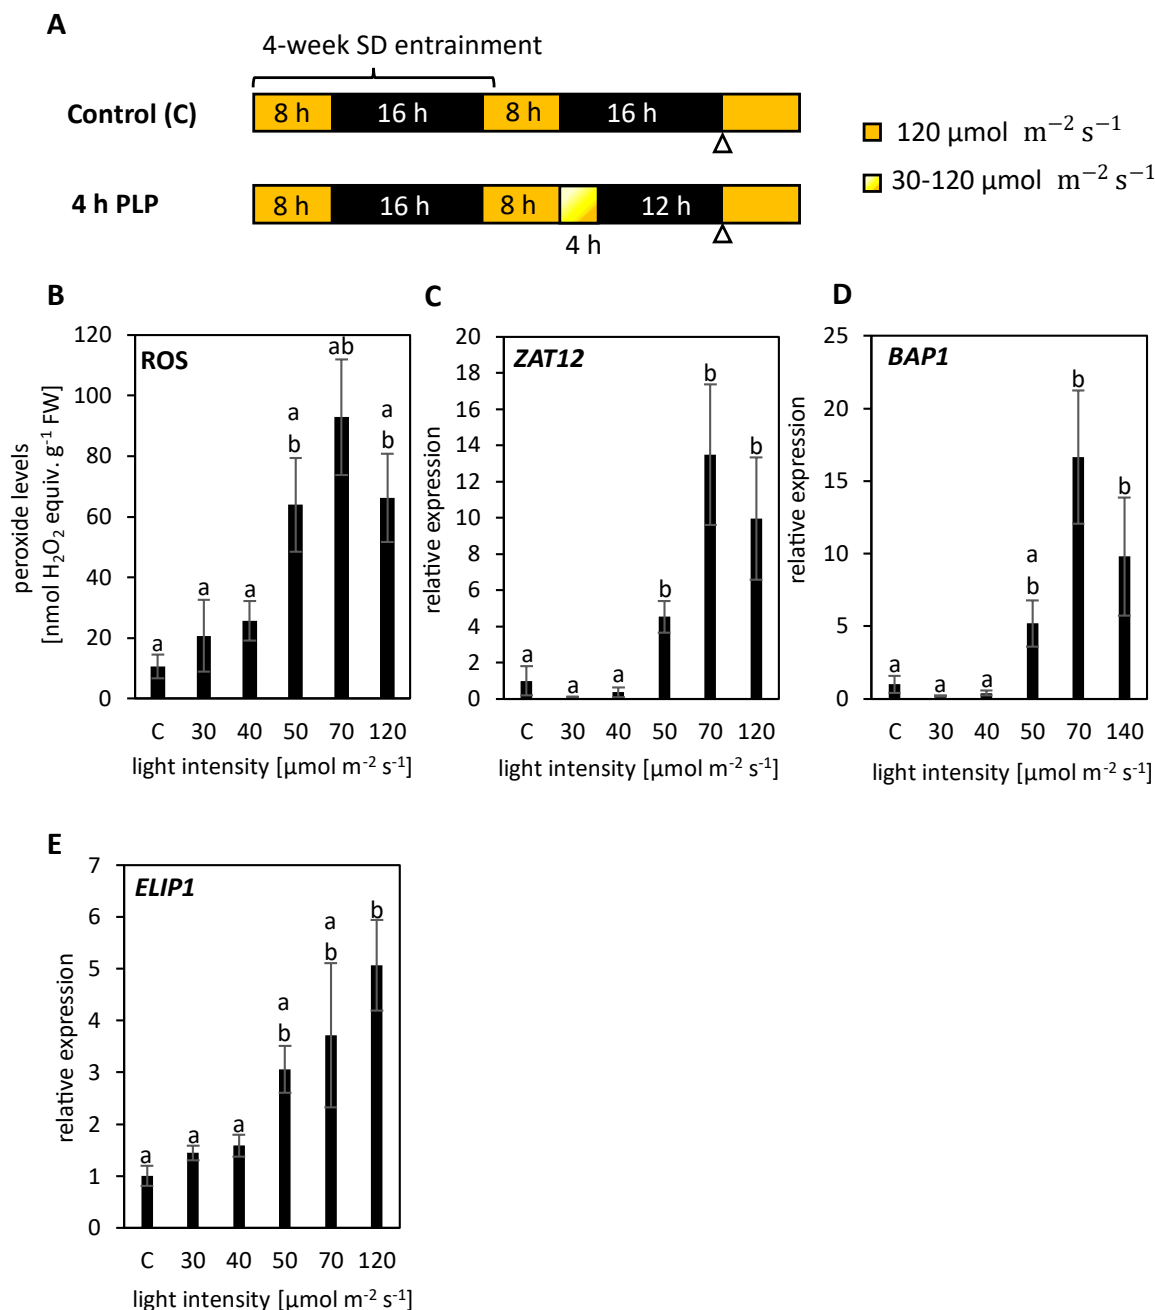 A
4-week SD entrainment
Control (C)
8 h 16 h 8 h 16 h
120 µmol m⁻² s⁻¹
30-120 µmol m⁻² s⁻¹
4 h PLP
8 h 16 h 8 h 12 h
4 h
B
ROS
peroxide levels
[nmol H₂O₂ equiv. g⁻¹ FW]
120
100
80
60
40
20
0
a a a a b ab a b
C 30 40 50 70 120
light intensity [µmol m⁻² s⁻¹]
C
ZAT12
relative expression
20
18
16
14
12
10
8
6
4
2
0
a a a b b b
C 30 40 50 70 120
light intensity [µmol m⁻² s⁻¹]
D
BAP1
relative expression
25
20
15
10
5
0
a a a a b b b
C 30 40 50 70 140
light intensity [µmol m⁻² s⁻¹]
E
ELIP1
relative expression
7
6
5
4
3
2
1
0
a a a a b a b b
C 30 40 50 70 120
light intensity [µmol m⁻² s⁻¹]